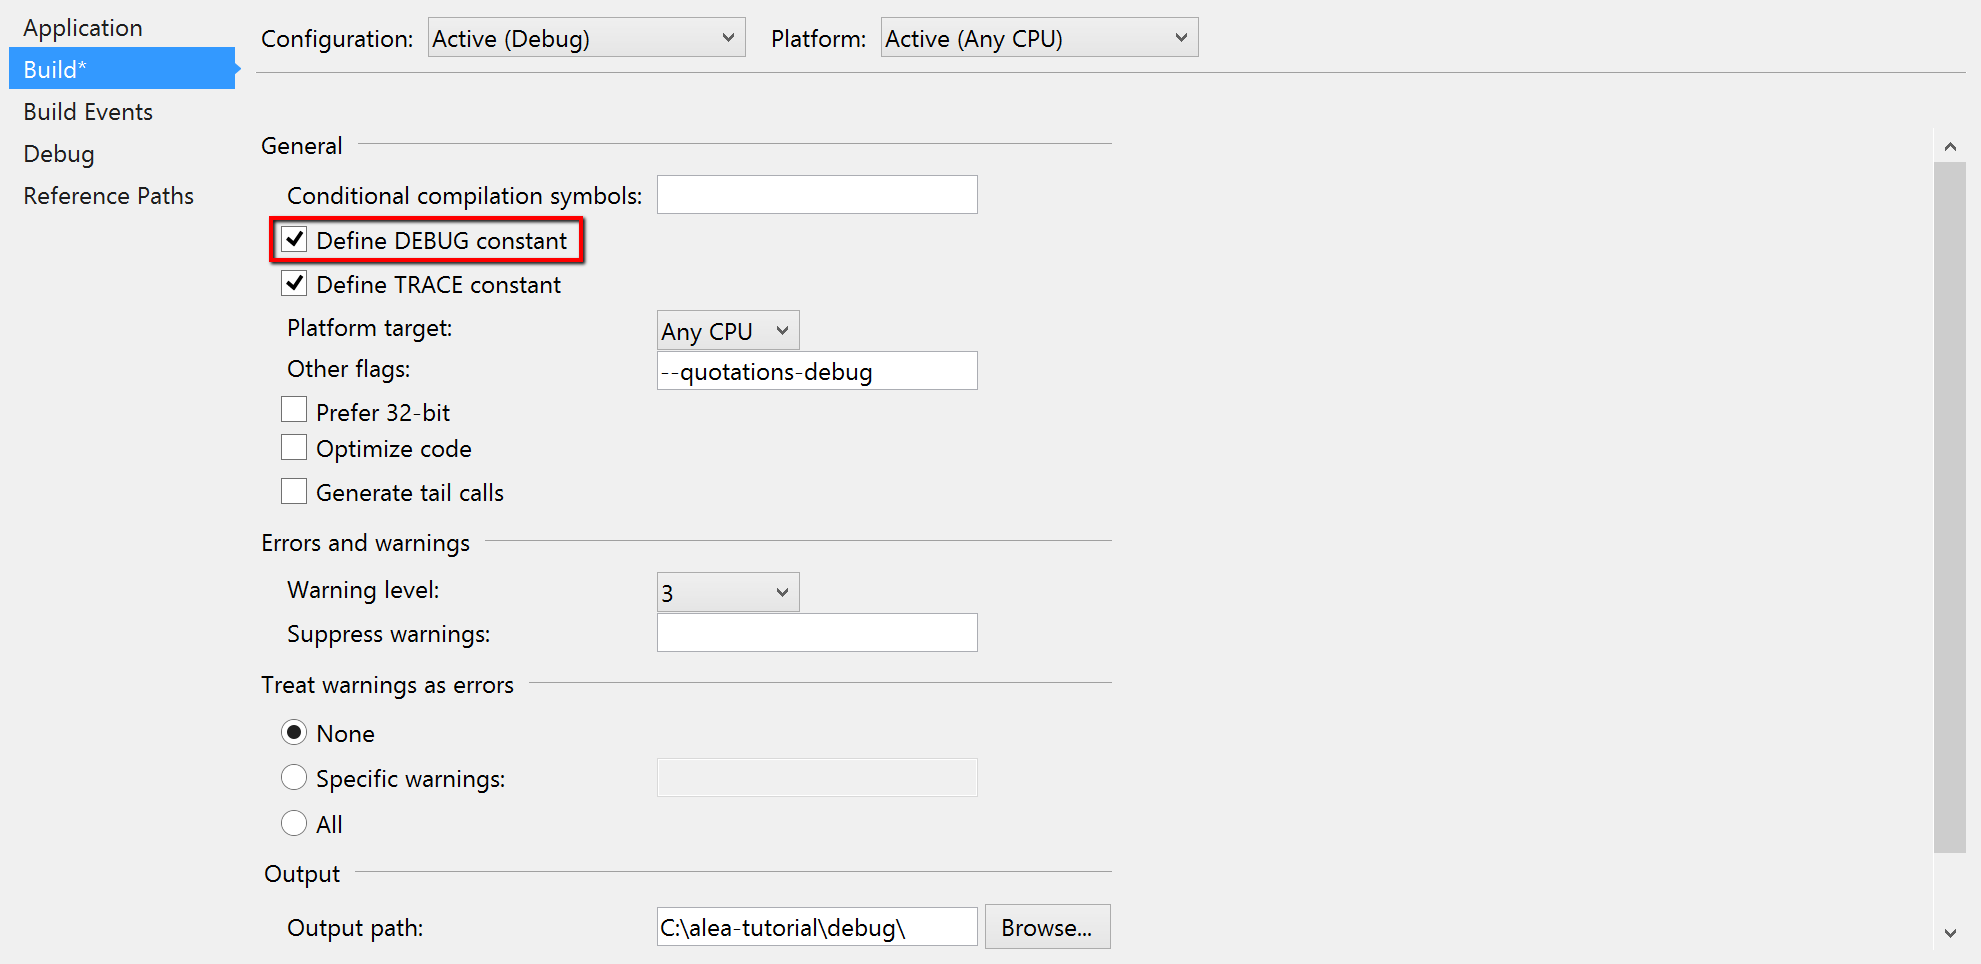 Application
Build*
Build Events
Debug
Reference Paths
Configuration: Active (Debug) Platform: Active (Any CPU)
General
Conditional compilation symbols:
Define DEBUG constant
Define TRACE constant
Platform target: Any CPU
Other flags: --quotations-debug
Prefer 32-bit
Optimize code
Generate tail calls
Errors and warnings
Warning level: 3
Suppress warnings:
Treat warnings as errors
None
Specific warnings:
All
Output
Output path: C:\alea-tutorial\debug\ Browse...